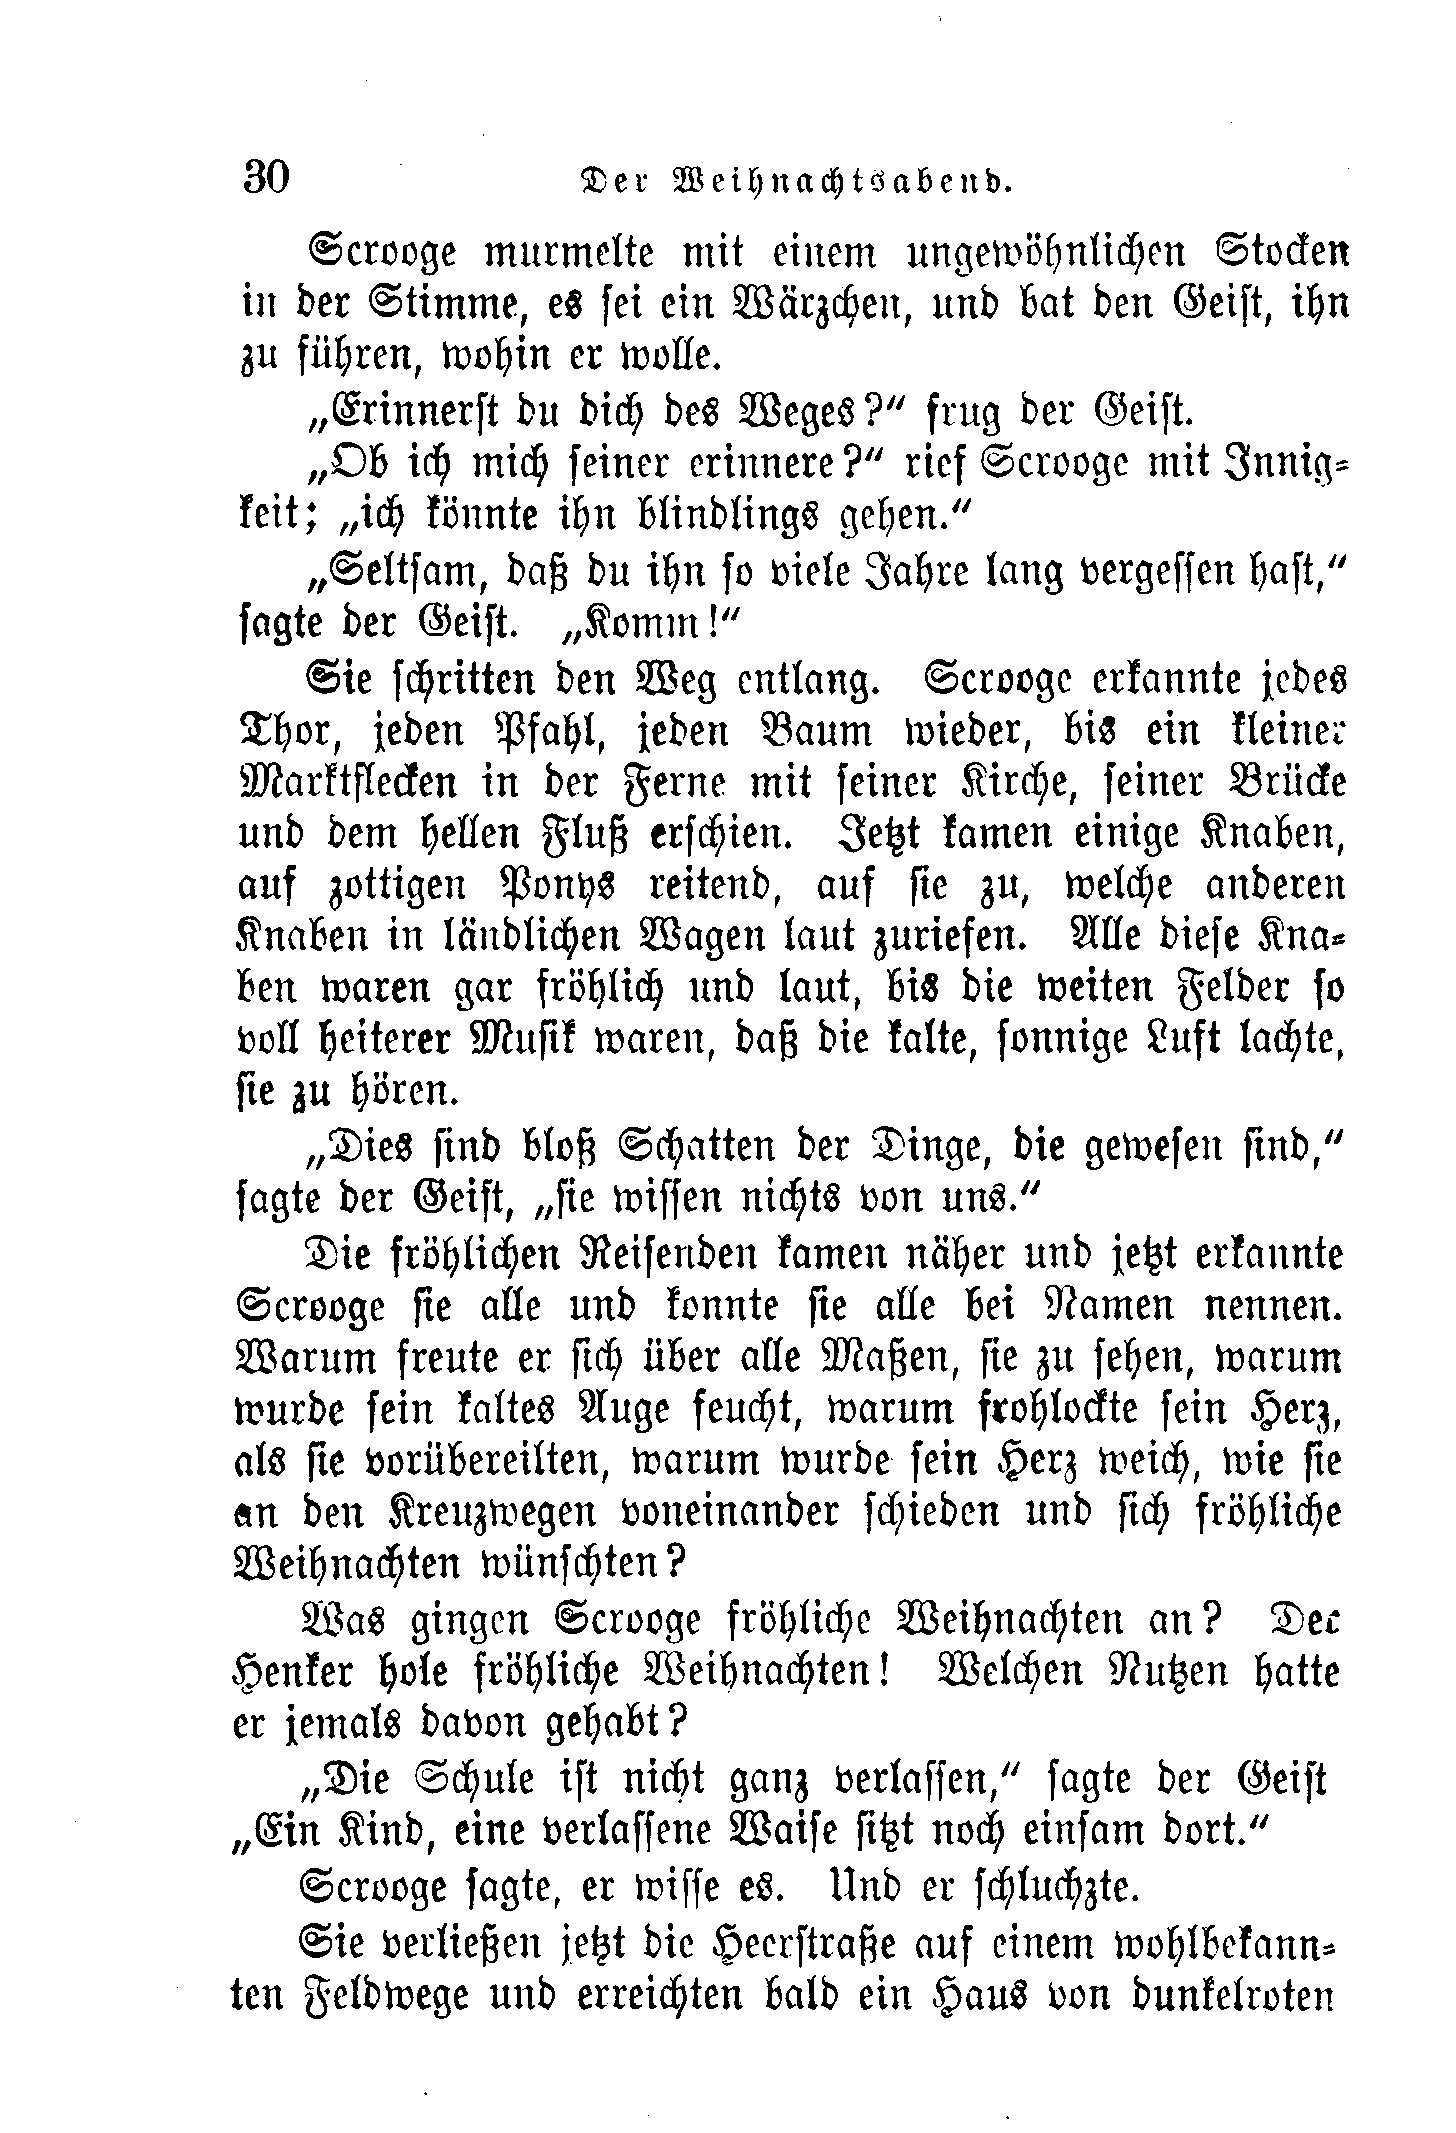 30 Der Weihnachtsabend.
Scrooge murmelte mit einem ungewöhnlichen Stocken
in der Stimme, es sei ein Wärzchen, und bat den Geist, ihn
zu führen, wohin er wolle.
„Erinnerst du dich des Weges?“ frug der Geist.
„Ob ich mich seiner erinnere?“ rief Scrooge mit Innig-
keit; „ich könnte ihn blindlings gehen.“
„Seltsam, daß du ihn so viele Jahre lang vergessen hast,“
sagte der Geist. „Komm!“
Sie schritten den Weg entlang. Scrooge erkannte jedes
Thor, jeden Pfahl, jeden Baum wieder, bis ein kleiner
Marktflecken in der Ferne mit seiner Kirche, seiner Brücke
und dem hellen Fluß erschien. Jetzt kamen einige Knaben,
auf zottigen Ponys reitend, auf sie zu, welche anderen
Knaben in ländlichen Wagen laut zuriefen. Alle diese Kna-
ben waren gar fröhlich und laut, bis die weiten Felder so
voll heiterer Musik waren, daß die kalte, sonnige Luft lachte,
sie zu hören.
„Dies sind bloß Schatten der Dinge, die gewesen sind,“
sagte der Geist, „sie wissen nichts von uns.“
Die fröhlichen Reisenden kamen näher und jetzt erkannte
Scrooge sie alle und konnte sie alle bei Namen nennen.
Warum freute er sich über alle Maßen, sie zu sehen, warum
wurde sein kaltes Auge feucht, warum frohlockte sein Herz,
als sie vorübereilten, warum wurde sein Herz weich, wie sie
an den Kreuzwegen voneinander schieden und sich fröhliche
Weihnachten wünschten?
Was gingen Scrooge fröhliche Weihnachten an? Der
Henker hole fröhliche Weihnachten! Welchen Nutzen hatte
er jemals davon gehabt?
„Die Schule ist nicht ganz verlassen,“ sagte der Geist
„Ein Kind, eine verlassene Waise sitzt noch einsam dort.“
Scrooge sagte, er wisse es. Und er schluchzte.
Sie verließen jetzt die Heerstraße auf einem wohlbekann-
ten Feldwege und erreichten bald ein Haus von dunkelroten